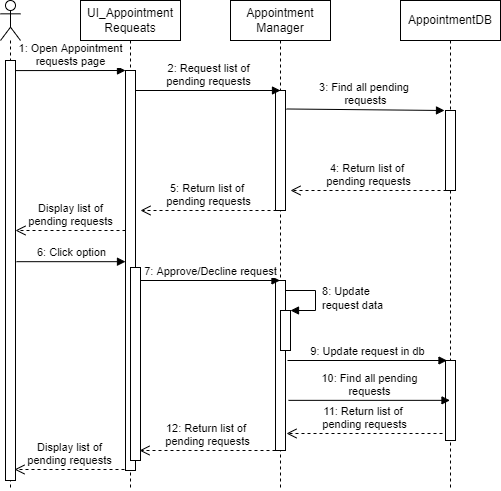 UI_Appointment
Requeats
Appointment
Manager
AppointmentDB
1: Open Appointment
requests page
2: Request list of
pending requests
3: Find all pending
requests
4: Return list of
pending requests
5: Return list of
pending requests
Display list of
pending requests
6: Click option
7: Approve/Decline request
8: Update
request data
9: Update request in db
10: Find all pending
requests
11: Return list of
pending requests
12: Return list of
pending requests
Display list of
pending requests